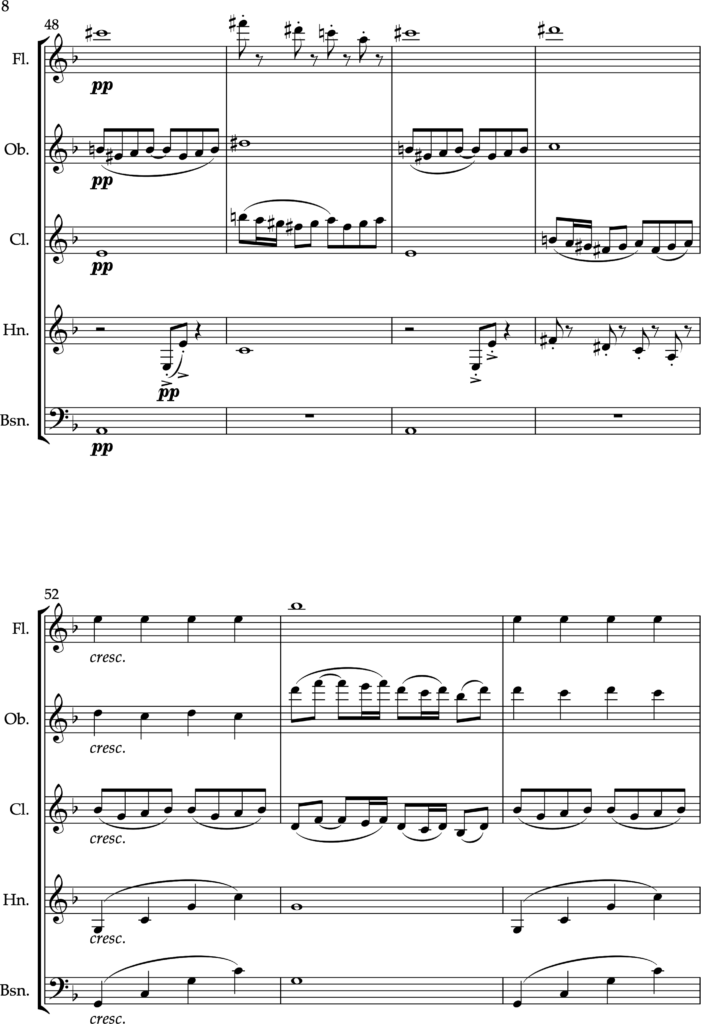 8
48
Fl.
pp
Ob.
pp
Cl.
pp
Hn.
pp
Bsn.
pp
52
Fl.
cresc.
Ob.
cresc.
Cl.
cresc.
Hn.
cresc.
Bsn.
cresc.